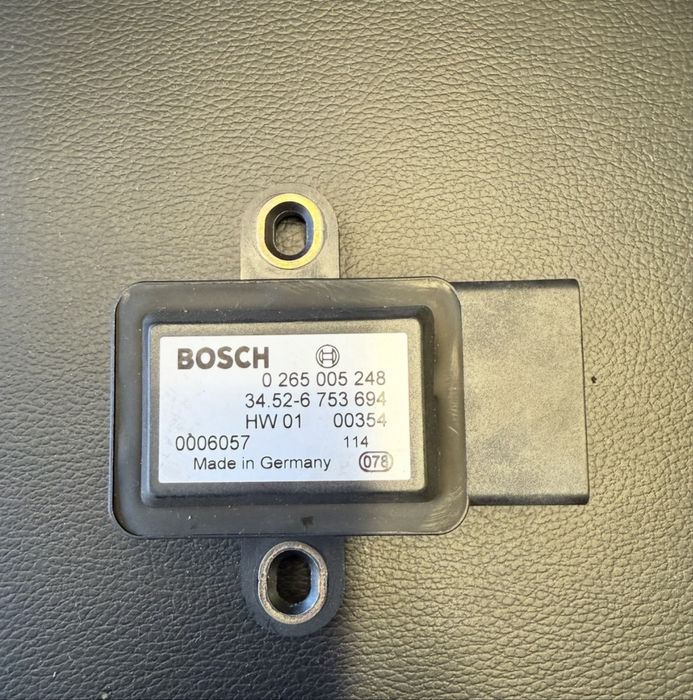 BOSCH
0 265 005 248
34.52-6 753 694
HW 01 00354
0006057 114
Made in Germany 078